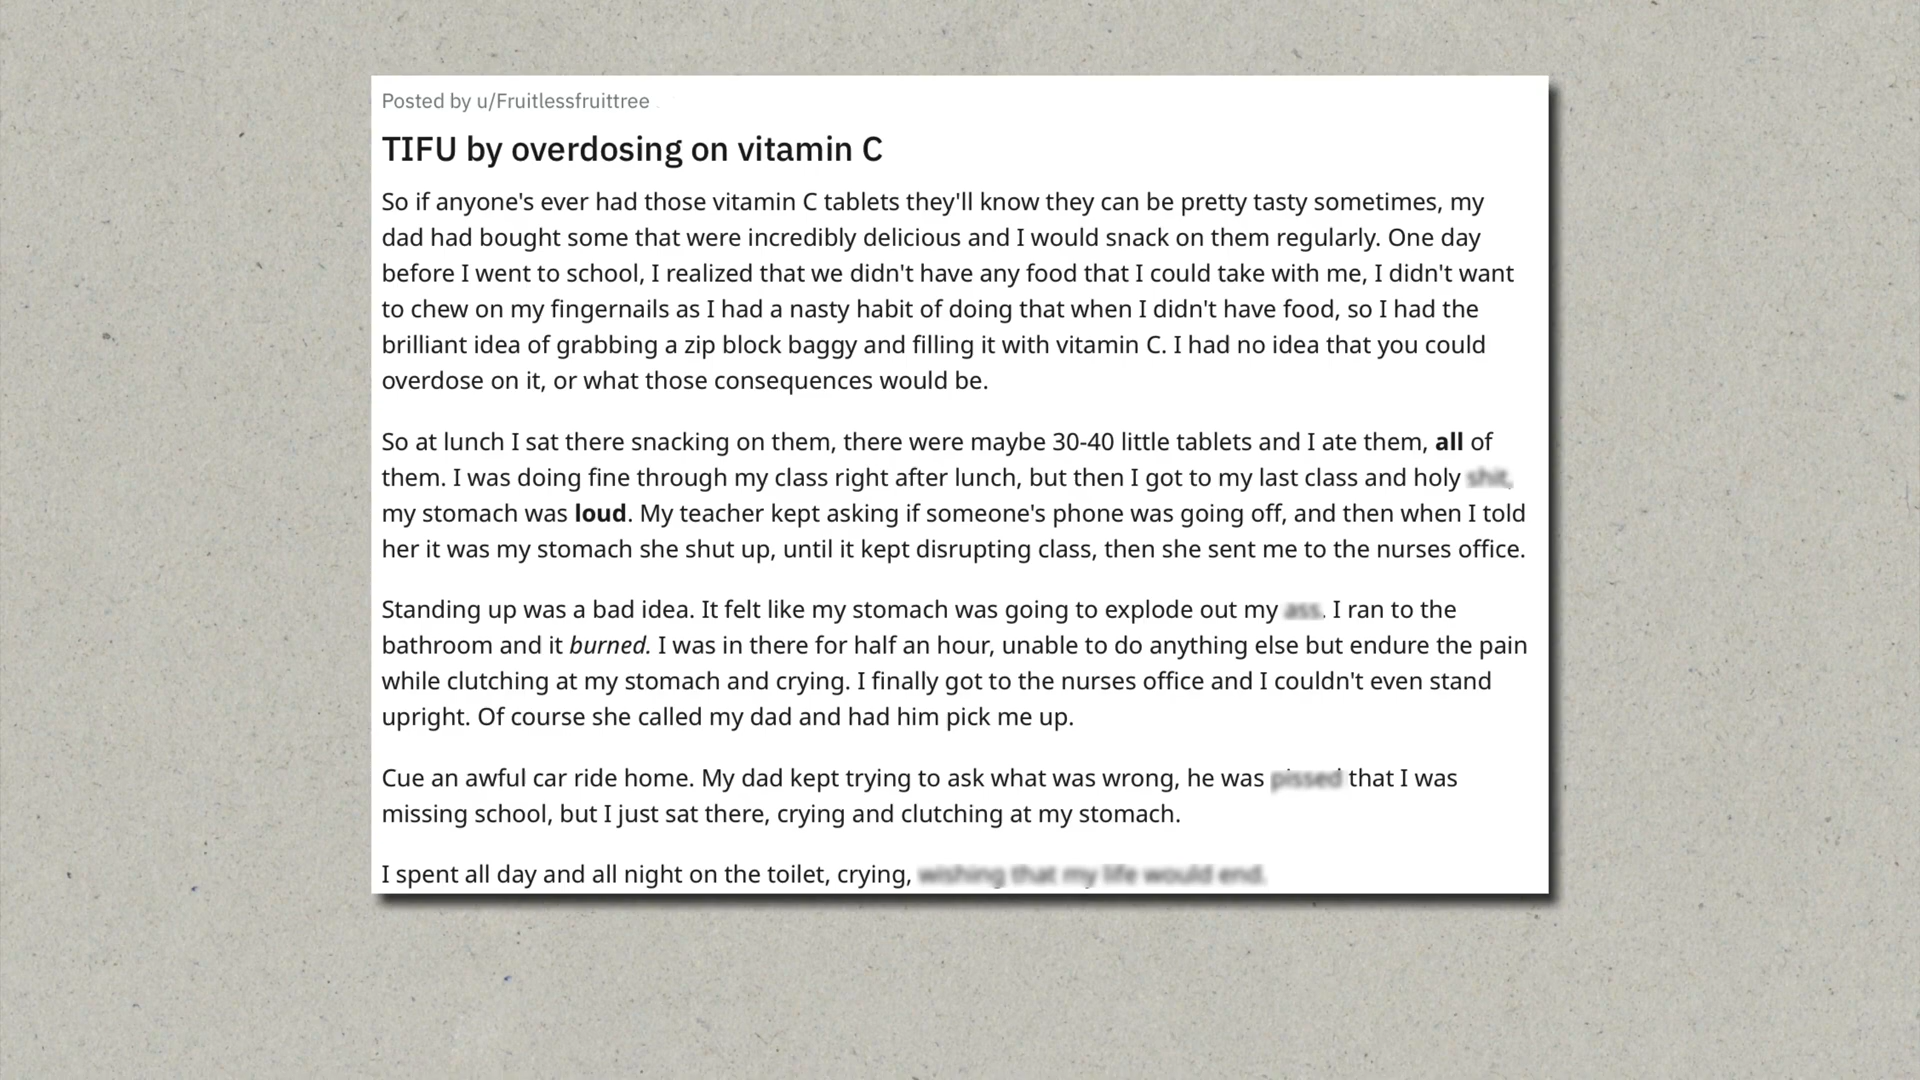 Posted by u/Fruitlessfruittree
TIFU by overdosing on vitamin C
So if anyone's ever had those vitamin C tablets they'll know they can be pretty tasty sometimes, my
dad had bought some that were incredibly delicious and I would snack on them regularly. One day
before I went to school, I realized that we didn't have any food that I could take with me, I didn't want
to chew on my fingernails as I had a nasty habit of doing that when I didn't have food, so I had the
brilliant idea of grabbing a zip block baggy and filling it with vitamin C. I had no idea that you could
overdose on it, or what those consequences would be.
So at lunch I sat there snacking on them, there were maybe 30-40 little tablets and I ate them, all of
them. I was doing fine through my class right after lunch, but then I got to my last class and holy shit,
my stomach was loud. My teacher kept asking if someone's phone was going off, and then when I told
her it was my stomach she shut up, until it kept disrupting class, then she sent me to the nurses office.
Standing up was a bad idea. It felt like my stomach was going to explode out my ass. I ran to the
bathroom and it burned. I was in there for half an hour, unable to do anything else but endure the pain
while clutching at my stomach and crying. I finally got to the nurses office and I couldn't even stand
upright. Of course she called my dad and had him pick me up.
Cue an awful car ride home. My dad kept trying to ask what was wrong, he was pissed that I was
missing school, but I just sat there, crying and clutching at my stomach.
I spent all day and all night on the toilet, crying, wishing that my life would end.